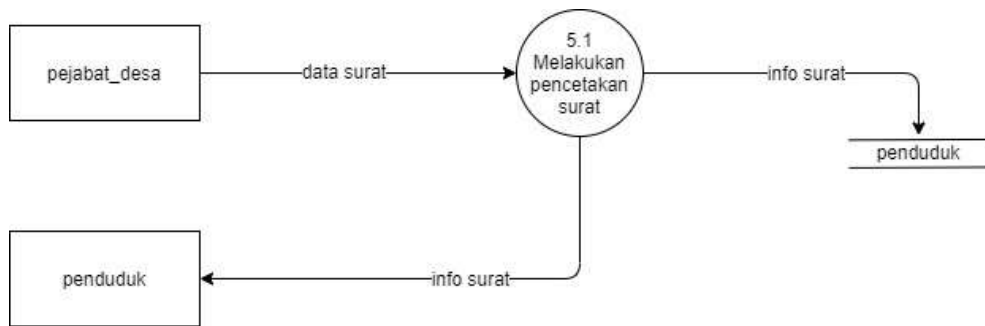 pejabat_desa
data surat
5.1
Melakukan
pencetakan
surat
info surat
penduduk
penduduk
info surat